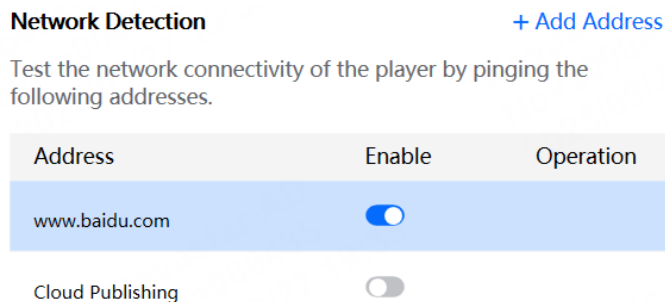 Network Detection + Add Address
Test the network connectivity of the player by pinging the
following addresses.
Address Enable Operation
www.baidu.com
Cloud Publishing